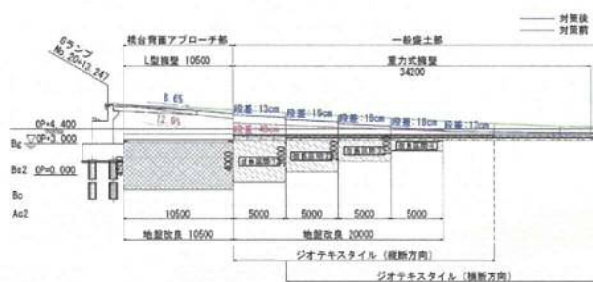 対策後
対策前
橋台背面アプローチ部
一般盛土部
Gランプ
No.20+13.247
L型擁壁 10500
重力式擁壁
34200
8.6%
段差:13cm
段差:15cm
段差:18cm
段差:18cm
段差:13cm
12.9%
OP+4.400
OP+3.000
Bg
Bs2
OP+0.000
Bc
Ac2
4000
10500
5000
5000
5000
5000
地盤改良 10500
地盤改良 20000
ジオテキスタイル (縦断方向)
ジオテキスタイル (横断方向)